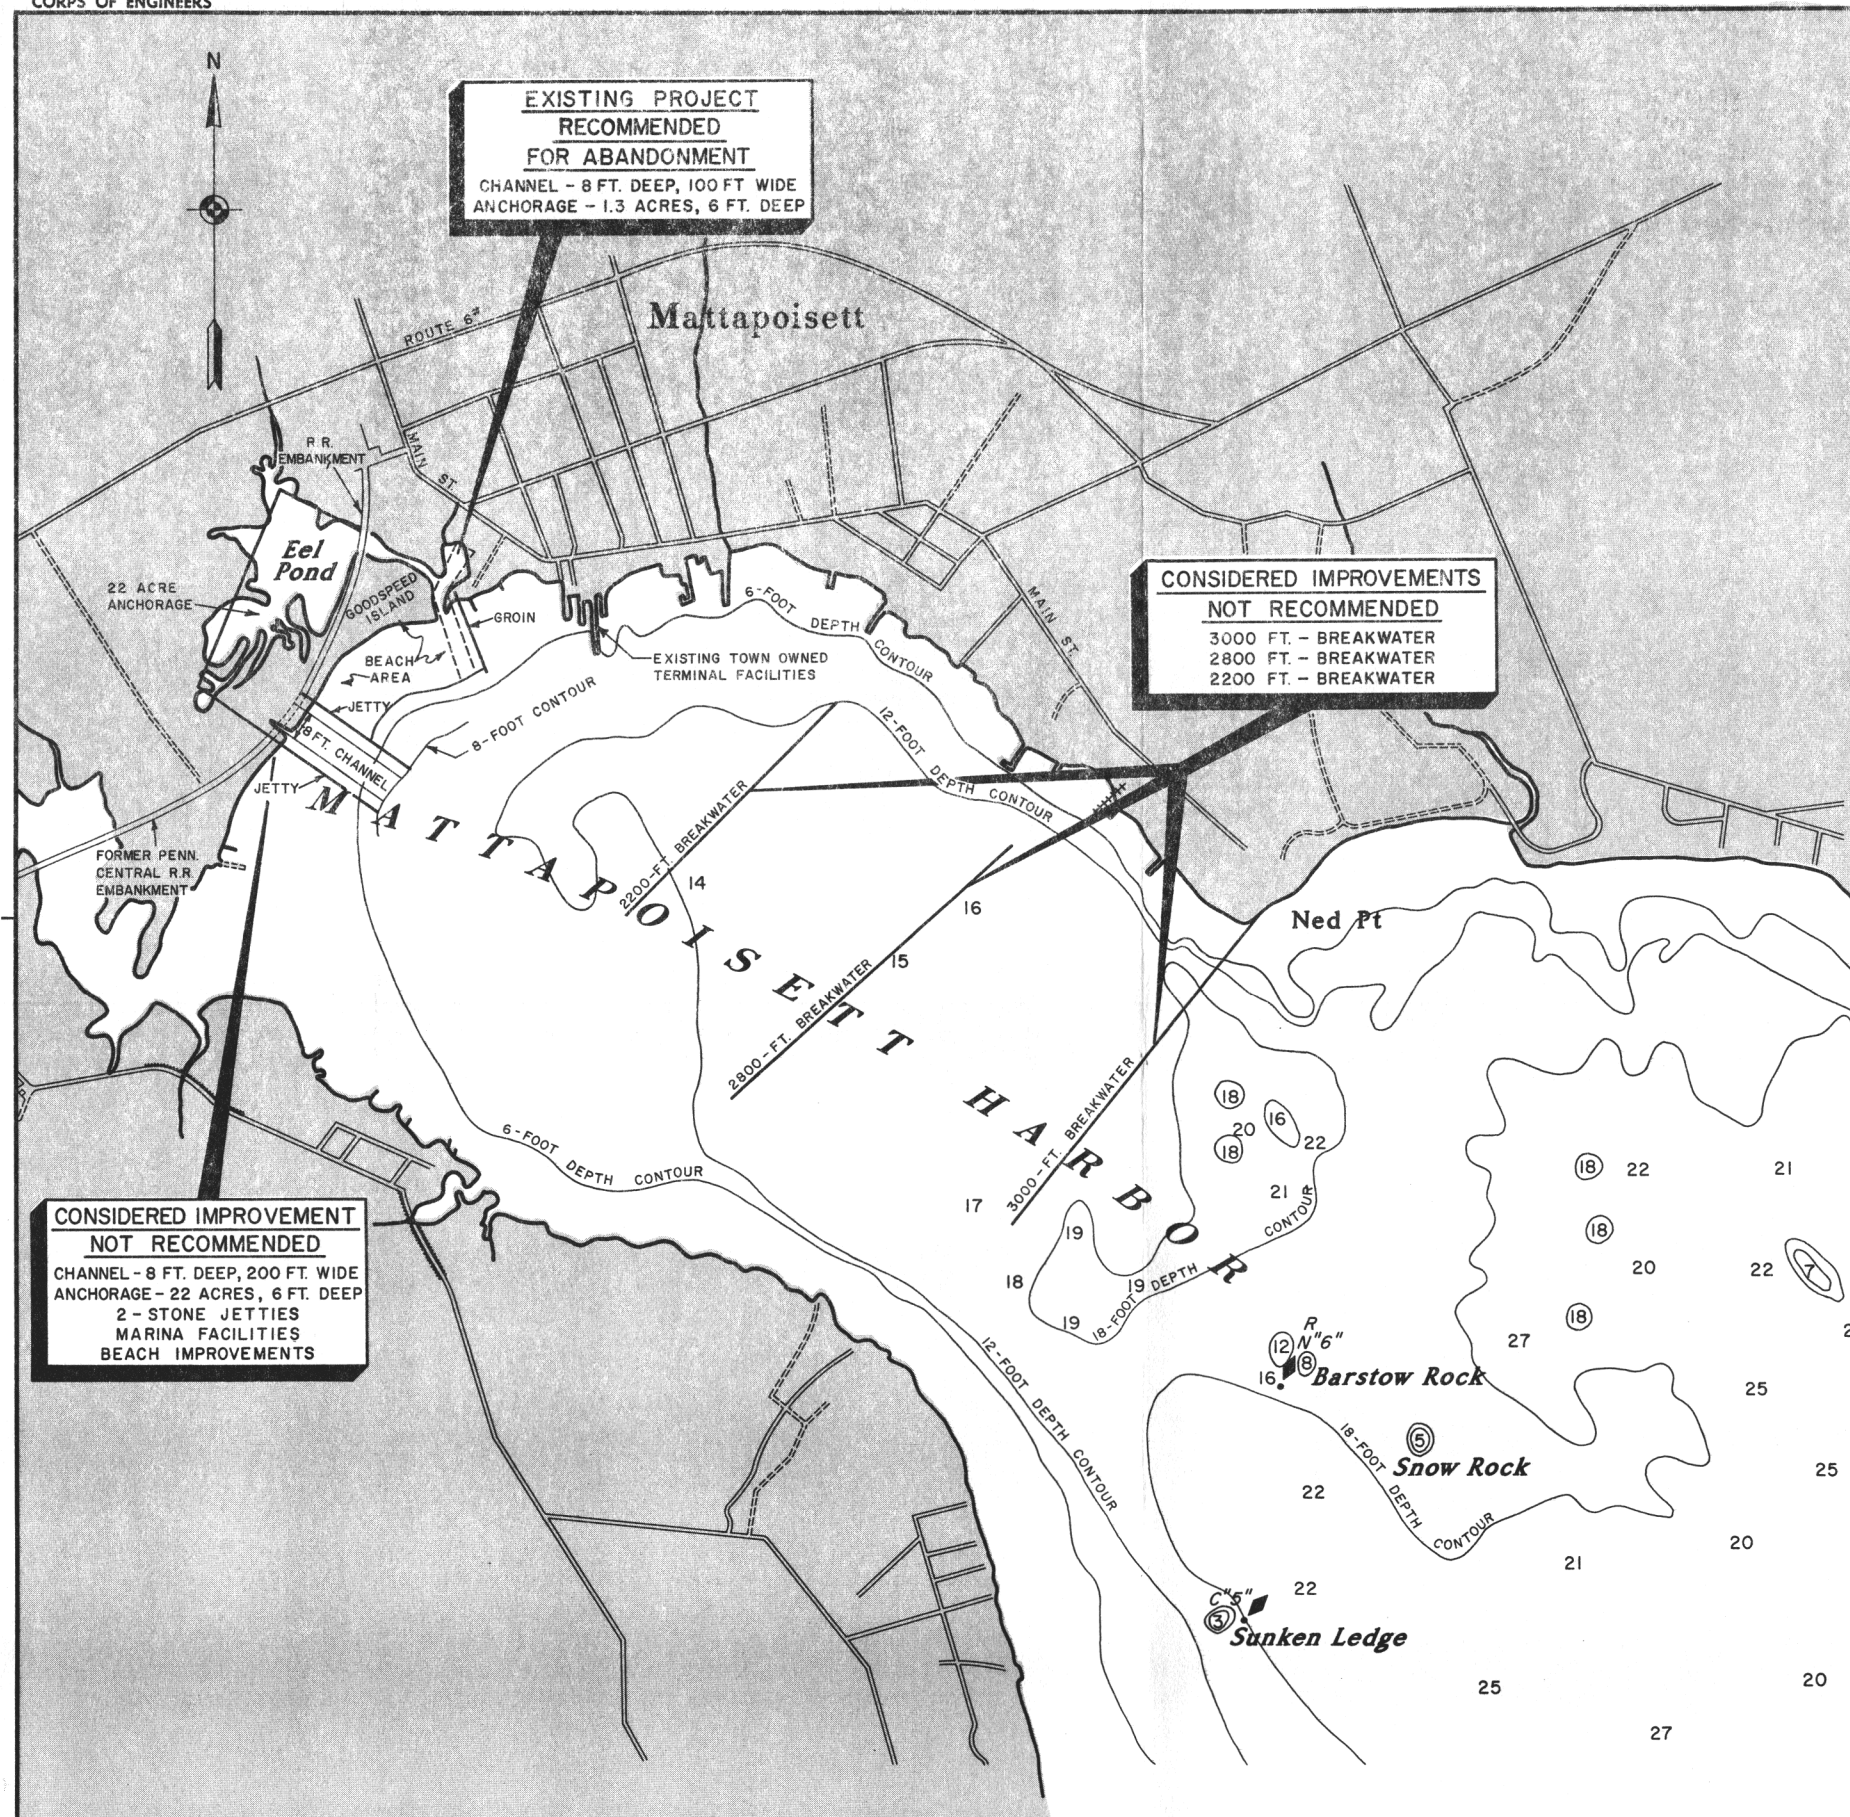 CORPS OF ENGINEERS
N
EXISTING PROJECT
RECOMMENDED
FOR ABANDONMENT
CHANNEL - 8 FT. DEEP, 100 FT WIDE
ANCHORAGE - 1.3 ACRES, 6 FT. DEEP
Mattapoisett
ROUTE 6
R.R.
EMBANKMENT
MAIN ST.
Eel
Pond
22 ACRE
ANCHORAGE
GOODSPEED
ISLAND
GROIN
BEACH
AREA
EXISTING TOWN OWNED
TERMINAL FACILITIES
6-FOOT DEPTH CONTOUR
MAIN ST.
CONSIDERED IMPROVEMENTS
NOT RECOMMENDED
3000 FT. - BREAKWATER
2800 FT. - BREAKWATER
2200 FT. - BREAKWATER
JETTY
8-FOOT CONTOUR
8 FT. CHANNEL
JETTY
12-FOOT DEPTH CONTOUR
MATTAPOISETT HARBOR
FORMER PENN.
CENTRAL R.R.
EMBANKMENT
2200-FT. BREAKWATER
14
16
15
Ned Pt
2800-FT. BREAKWATER
3000-FT. BREAKWATER
18
16
20
18
22
21
6-FOOT DEPTH CONTOUR
17
19
18
19
19
18-FOOT DEPTH CONTOUR
18
22
21
18
20
22
7
18
27
CONSIDERED IMPROVEMENT
NOT RECOMMENDED
CHANNEL - 8 FT. DEEP, 200 FT. WIDE
ANCHORAGE - 22 ACRES, 6 FT. DEEP
2 - STONE JETTIES
MARINA FACILITIES
BEACH IMPROVEMENTS
12-FOOT DEPTH CONTOUR
R
N"6"
12
8
16
Barstow Rock
25
5
Snow Rock
18-FOOT DEPTH CONTOUR
25
22
20
21
22
C"5"
3
Sunken Ledge
25
20
27